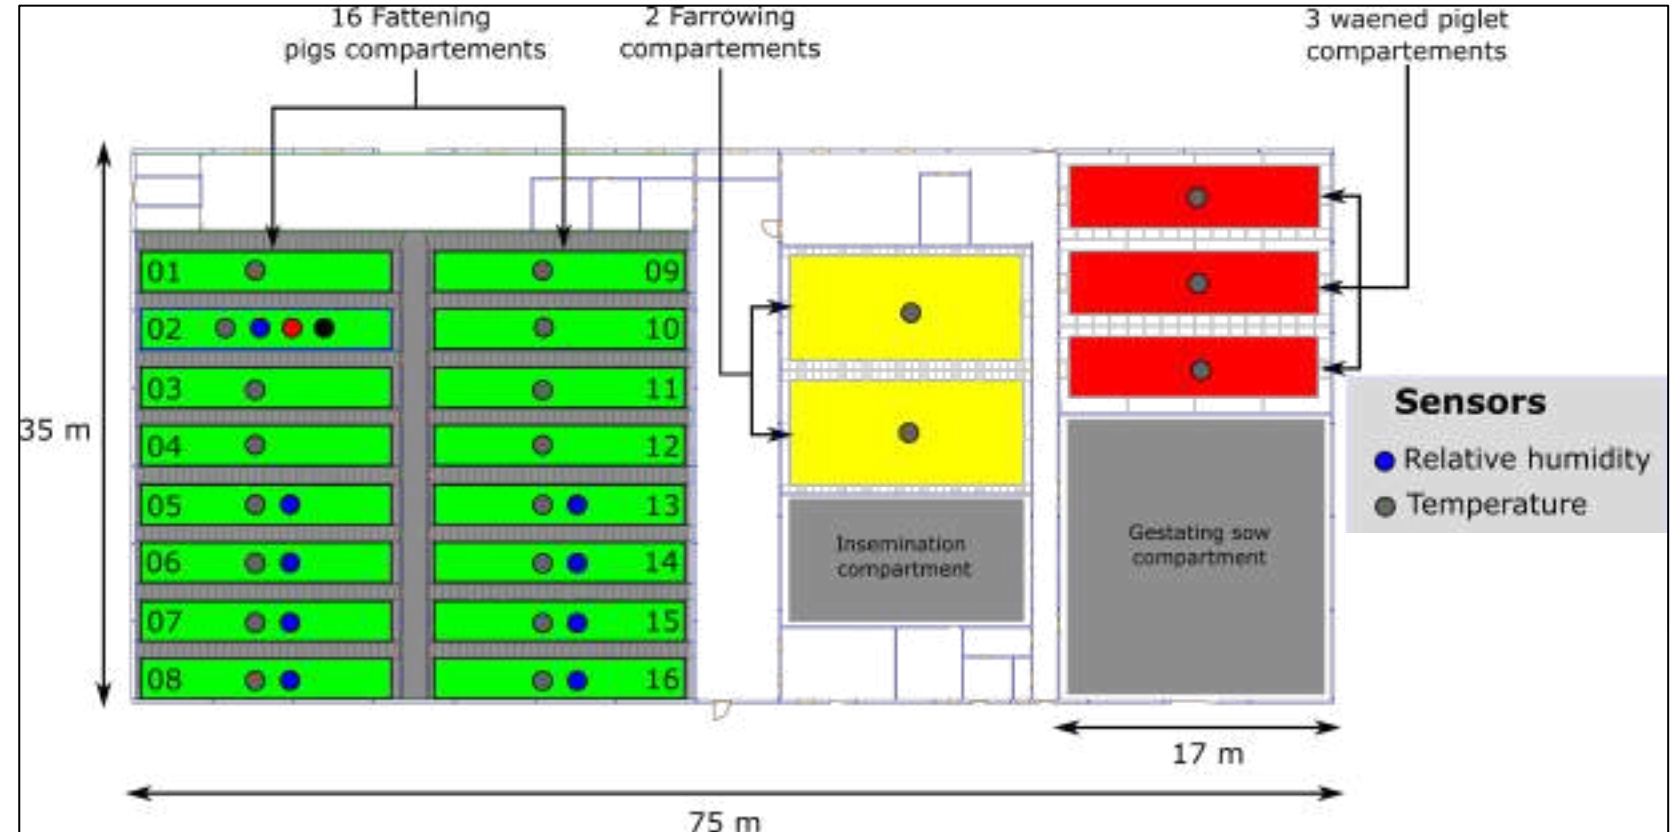 16 Fattening
pigs compartements
2 Farrowing
compartements
3 waened piglet
compartements
01
02
03
04
05
06
07
08
09
10
11
12
13
14
15
16
35 m
Insemination
compartment
Gestating sow
compartment
Sensors
Relative humidity
Temperature
17 m
75 m